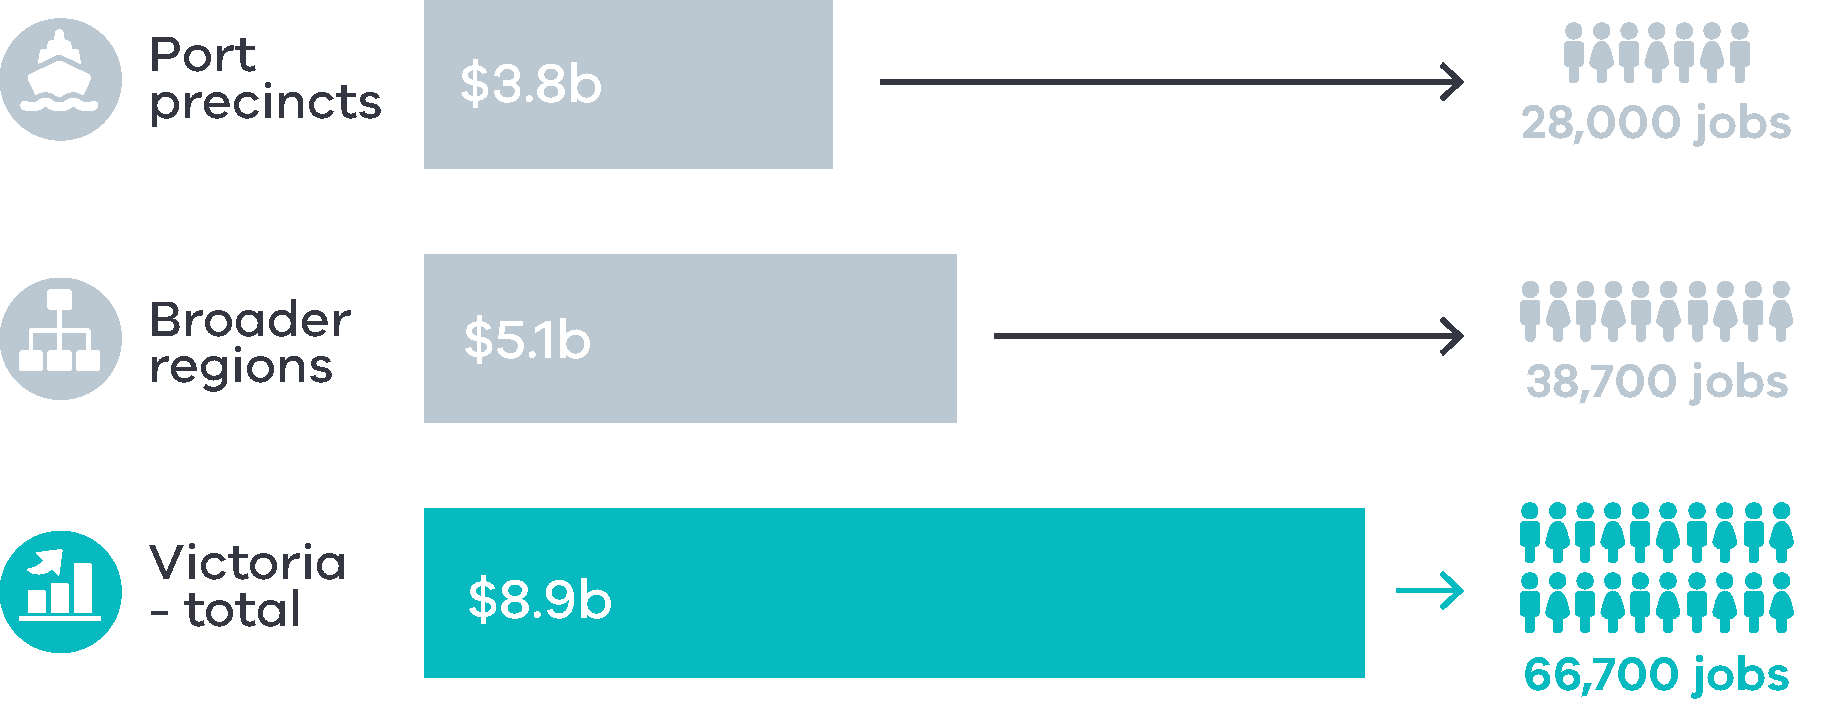 Port
precincts
$3.8b
28,000 jobs
Broader
regions
$5.1b
38,700 jobs
Victoria
- total
$8.9b
66,700 jobs